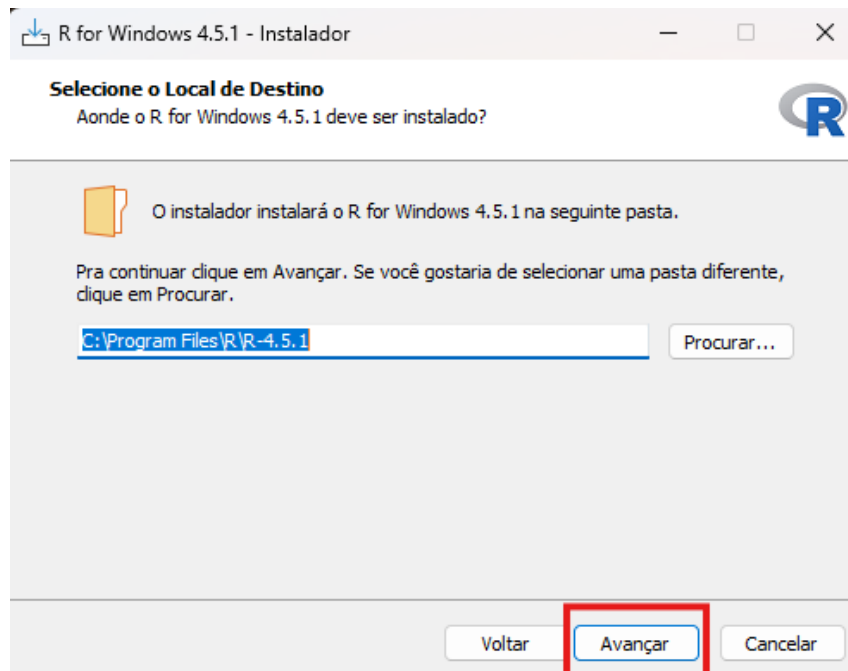 R for Windows 4.5.1 - Instalador
Selecione o Local de Destino
Aonde o R for Windows 4.5.1 deve ser instalado?
R
O instalador instalará o R for Windows 4.5.1 na seguinte pasta.
Pra continuar clique em Avançar. Se você gostaria de selecionar uma pasta diferente,
clique em Procurar.
C:\Program Files\R\R-4.5.1
Procurar...
Voltar
Avançar
Cancelar